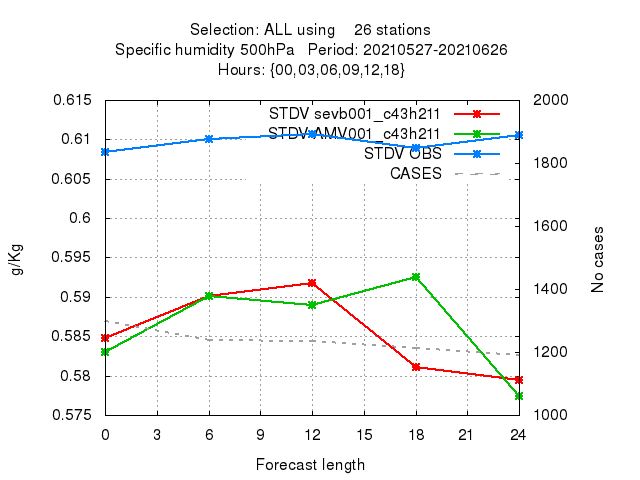 Selection: ALL using    26 stations
Specific humidity 500hPa   Period: 20210527-20210626
Hours: {00,03,06,09,12,18}
0.615
0.61
0.605
0.6
0.595
0.59
0.585
0.58
0.575
2000
1800
1600
1400
1200
1000
STDV sevb001_c43h211
STDV AMV001_c43h211
STDV OBS
CASES
g/Kg
No cases
0 3 6 9 12 15 18 21 24
Forecast length